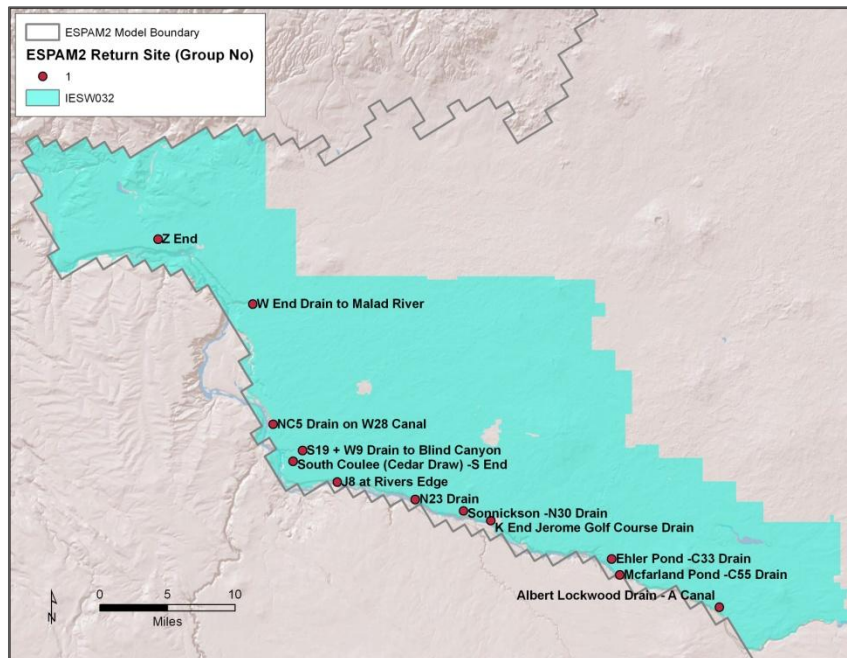 ESPAM2 Model Boundary
ESPAM2 Return Site (Group No)
1
IESW032
Z End
W End Drain to Malad River
NC5 Drain on W28 Canal
S19 + W9 Drain to Blind Canyon
South Coulee (Cedar Draw) -S End
J8 at Rivers Edge
N23 Drain
Sonnickson -N30 Drain
K End Jerome Golf Course Drain
Ehler Pond -C33 Drain
Mcfarland Pond -C55 Drain
Albert Lockwood Drain - A Canal
N
0 5 10
Miles